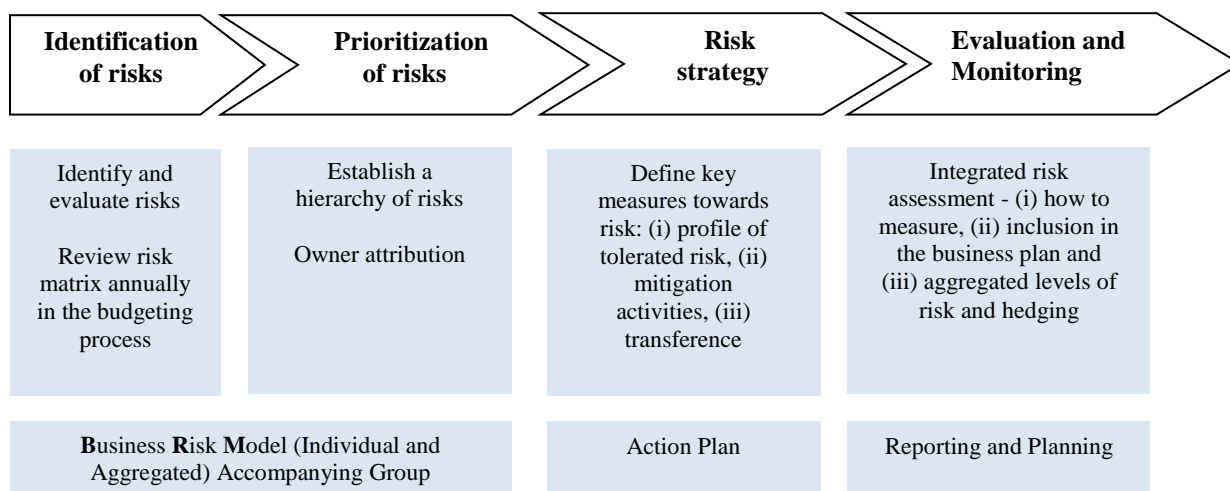 Identification
of risks
Prioritization
of risks
Risk
strategy
Evaluation and
Monitoring
Identify and
evaluate risks
Review risk
matrix annually
in the budgeting
process
Establish a
hierarchy of risks
Owner attribution
Define key
measures towards
risk: (i) profile of
tolerated risk, (ii)
mitigation
activities, (iii)
transference
Integrated risk
assessment - (i) how to
measure, (ii) inclusion in
the business plan and
(iii) aggregated levels of
risk and hedging
Business Risk Model (Individual and
Aggregated) Accompanying Group
Action Plan
Reporting and Planning